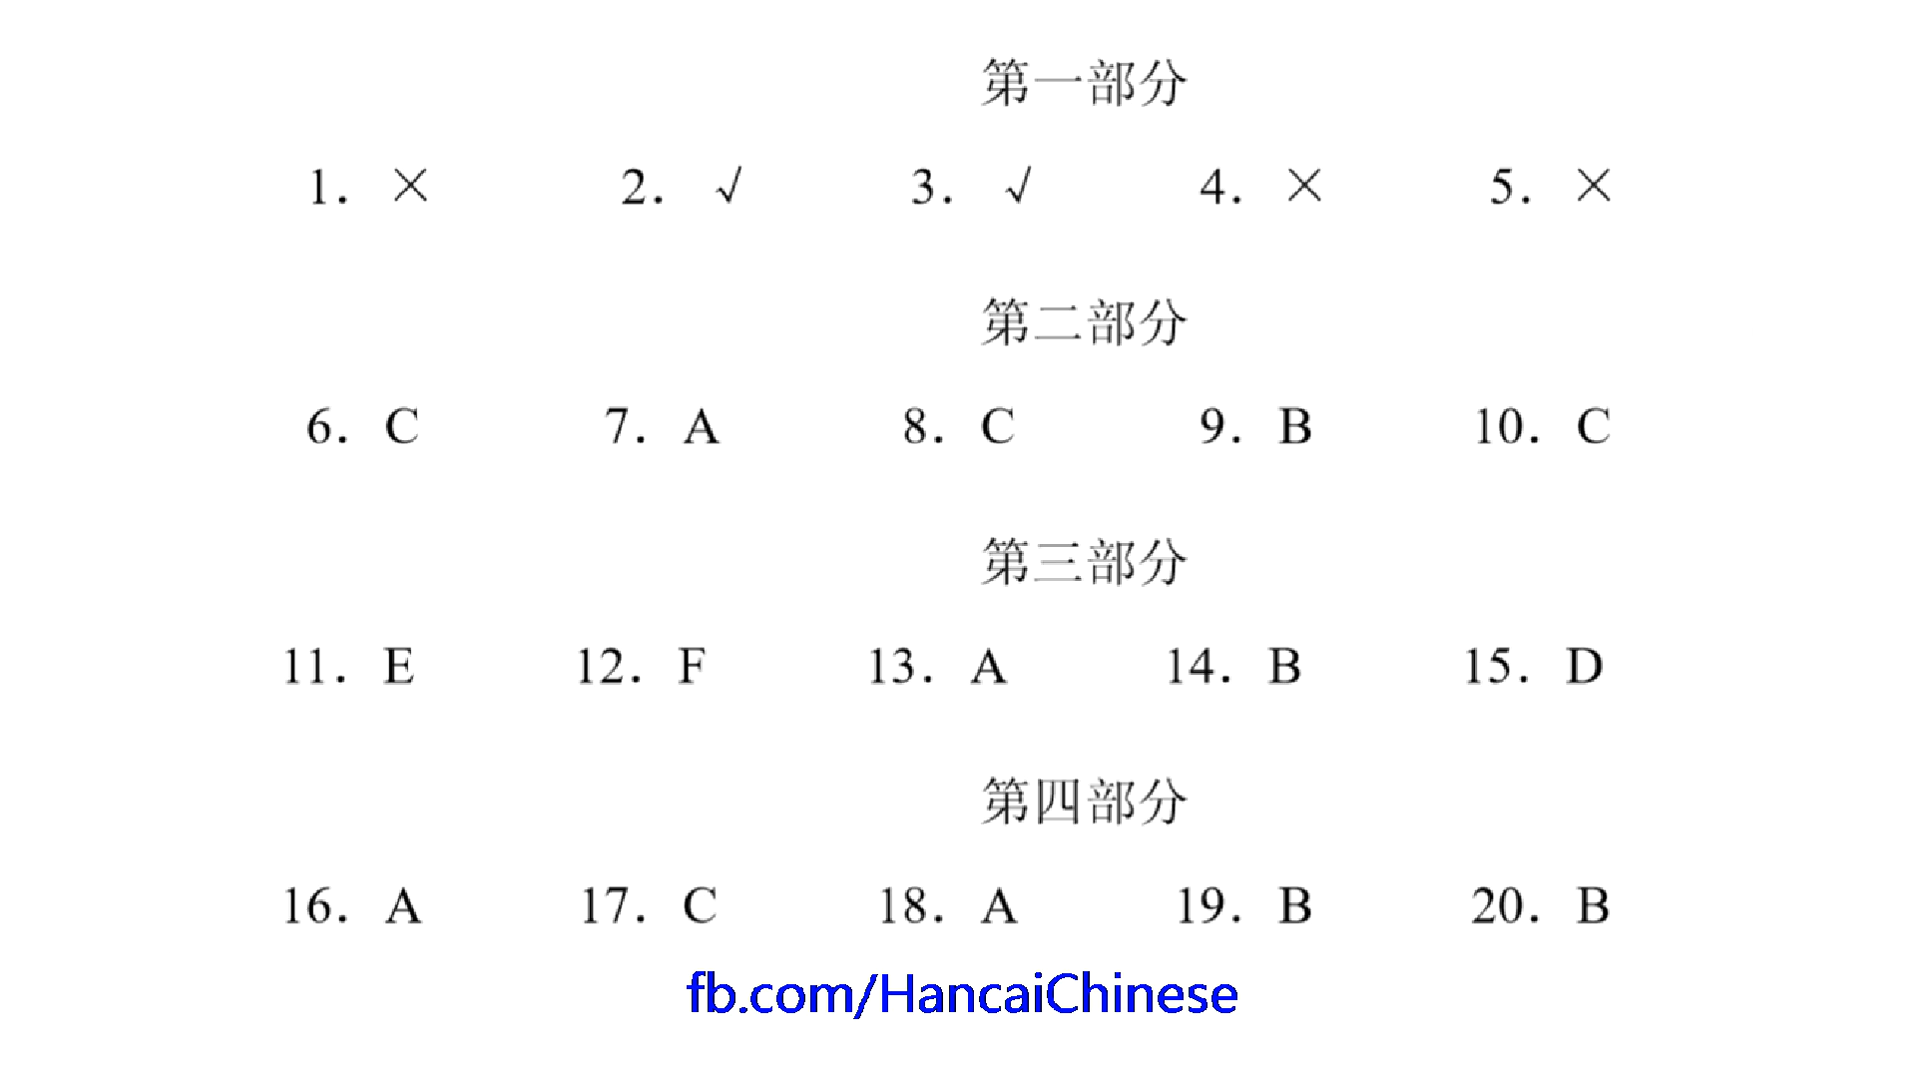 第一部分
1. × 2. √ 3. √ 4. × 5. ×
第二部分
6. C 7. A 8. C 9. B 10. C
第三部分
11. E 12. F 13. A 14. B 15. D
第四部分
16. A 17. C 18. A 19. B 20. B
fb.com/HancaiChinese